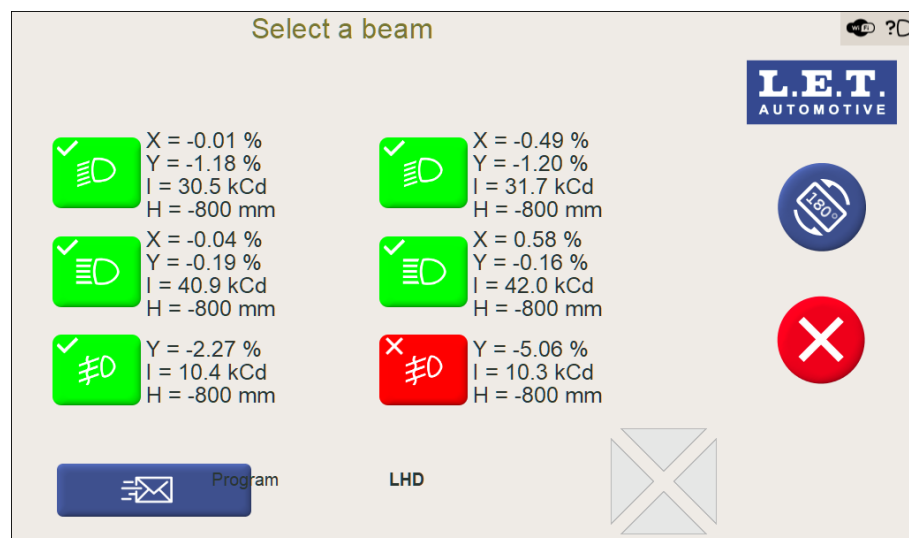 Select a beam
WiFi
?
L.E.T.
AUTOMOTIVE
X = -0.01 %
Y = -1.18 %
I = 30.5 kCd
H = -800 mm
X = -0.49 %
Y = -1.20 %
I = 31.7 kCd
H = -800 mm
180°
X = -0.04 %
Y = -0.19 %
I = 40.9 kCd
H = -800 mm
X = 0.58 %
Y = -0.16 %
I = 42.0 kCd
H = -800 mm
Y = -2.27 %
I = 10.4 kCd
H = -800 mm
Y = -5.06 %
I = 10.3 kCd
H = -800 mm
Program
LHD